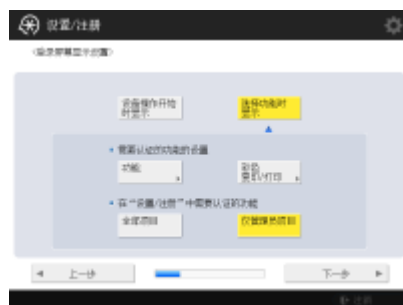 设置/注册
<登录屏幕显示设置>
设备操作开始
时显示
选择功能时
显示
需要认证的功能的设置
功能
彩色
复印/打印
在"设置/注册"中需要认证的功能
全部项目
仅管理员项目
上一步
下一步
注册